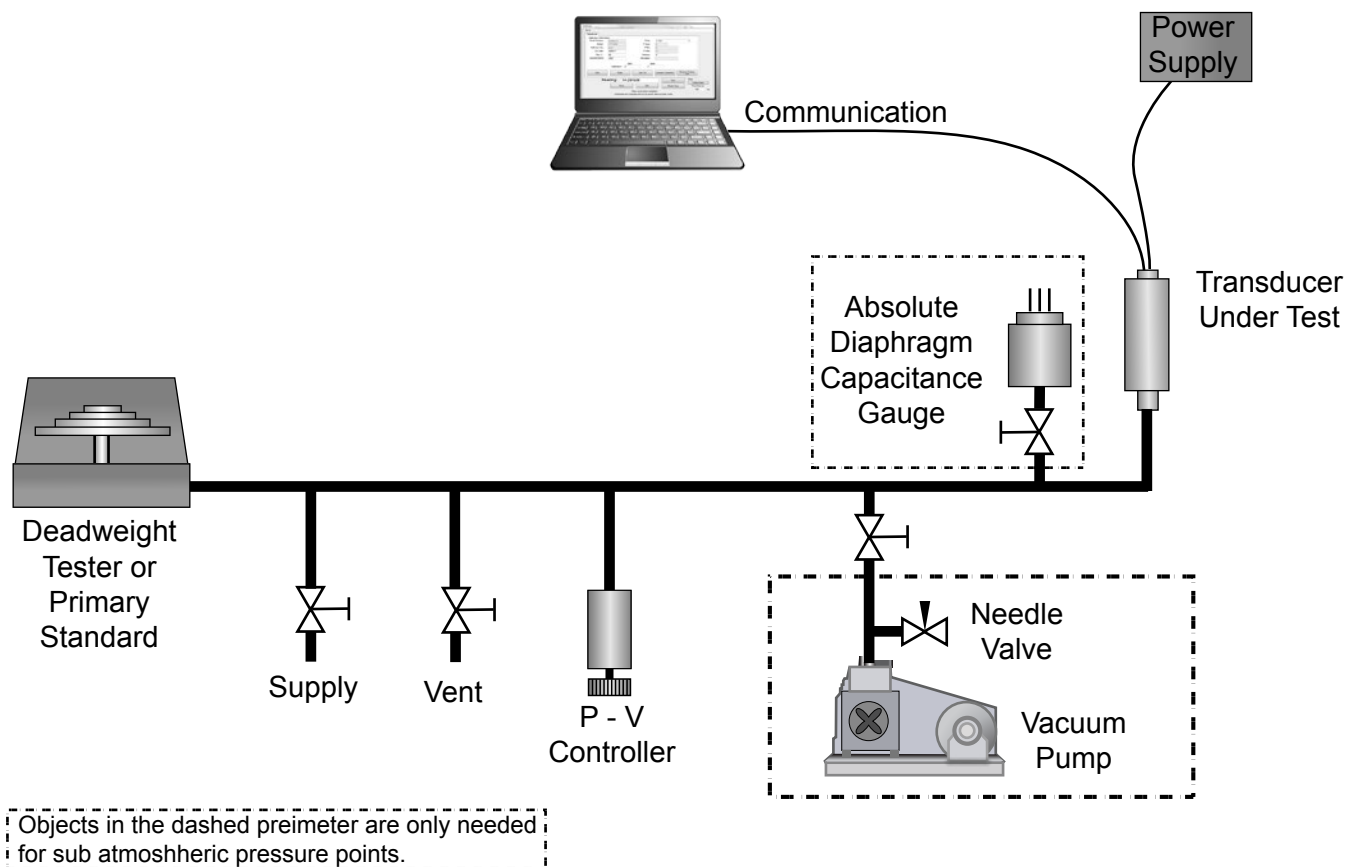 Power
Supply
Communication
Transducer
Under Test
Absolute
Diaphragm
Capacitance
Gauge
Deadweight
Tester or
Primary
Standard
Supply
Vent
P - V
Controller
Needle
Valve
Vacuum
Pump
Objects in the dashed preimeter are only needed
for sub atmoshheric pressure points.